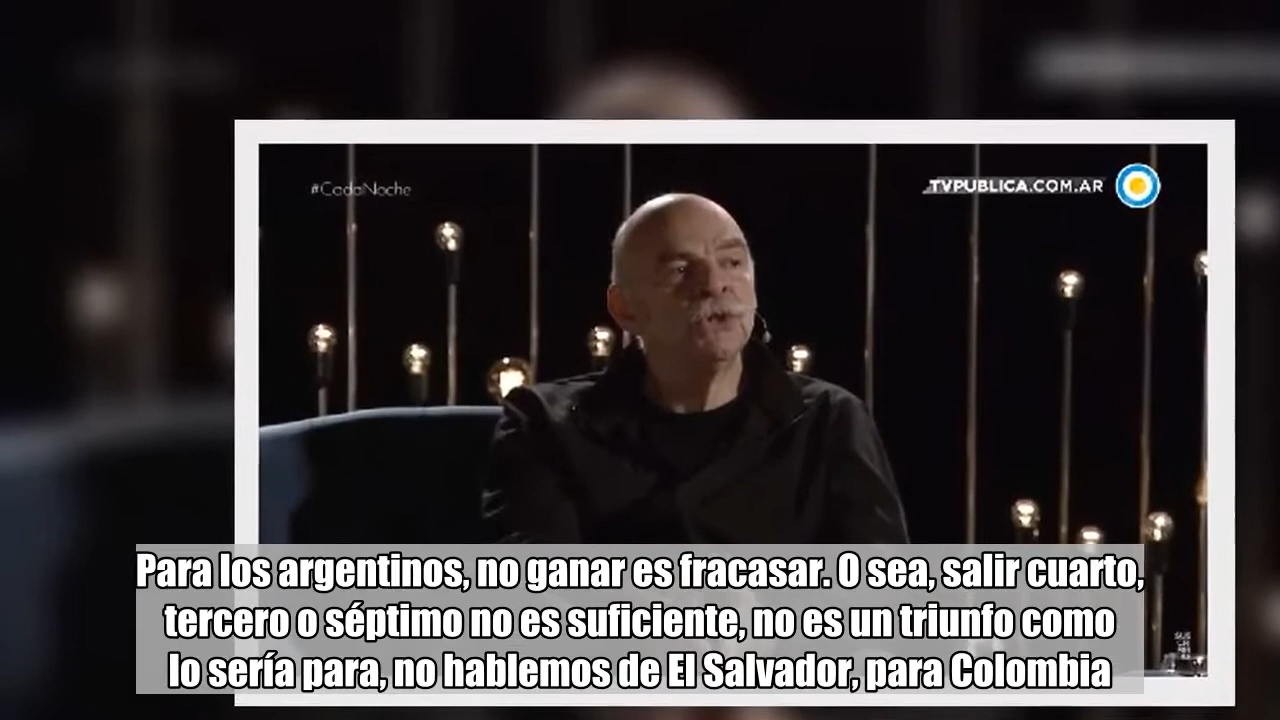 #CadaNoche
TVPUBLICA.COM.AR
Para los argentinos, no ganar es fracasar. O sea, salir cuarto,
tercero o séptimo no es suficiente, no es un triunfo como
lo sería para, no hablemos de El Salvador, para Colombia